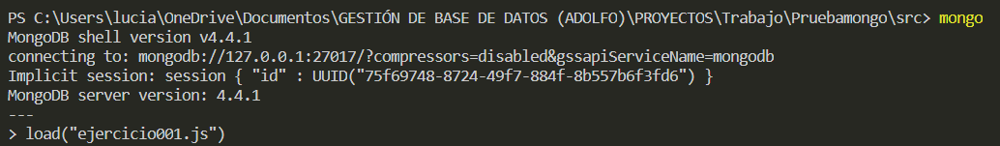 PS C:\Users\lucia\OneDrive\Documentos\GESTIÓN DE BASE DE DATOS (ADOLFO)\PROYECTOS\Trabajo\Pruebamongo\src> mongo
MongoDB shell version v4.4.1
connecting to: mongodb://127.0.0.1:27017/?compressors=disabled&gssapiServiceName=mongodb
Implicit session: session { "id" : UUID("75f69748-8724-49f7-884f-8b557b6f3fd6") }
MongoDB server version: 4.4.1
---
> load("ejercicio001.js")